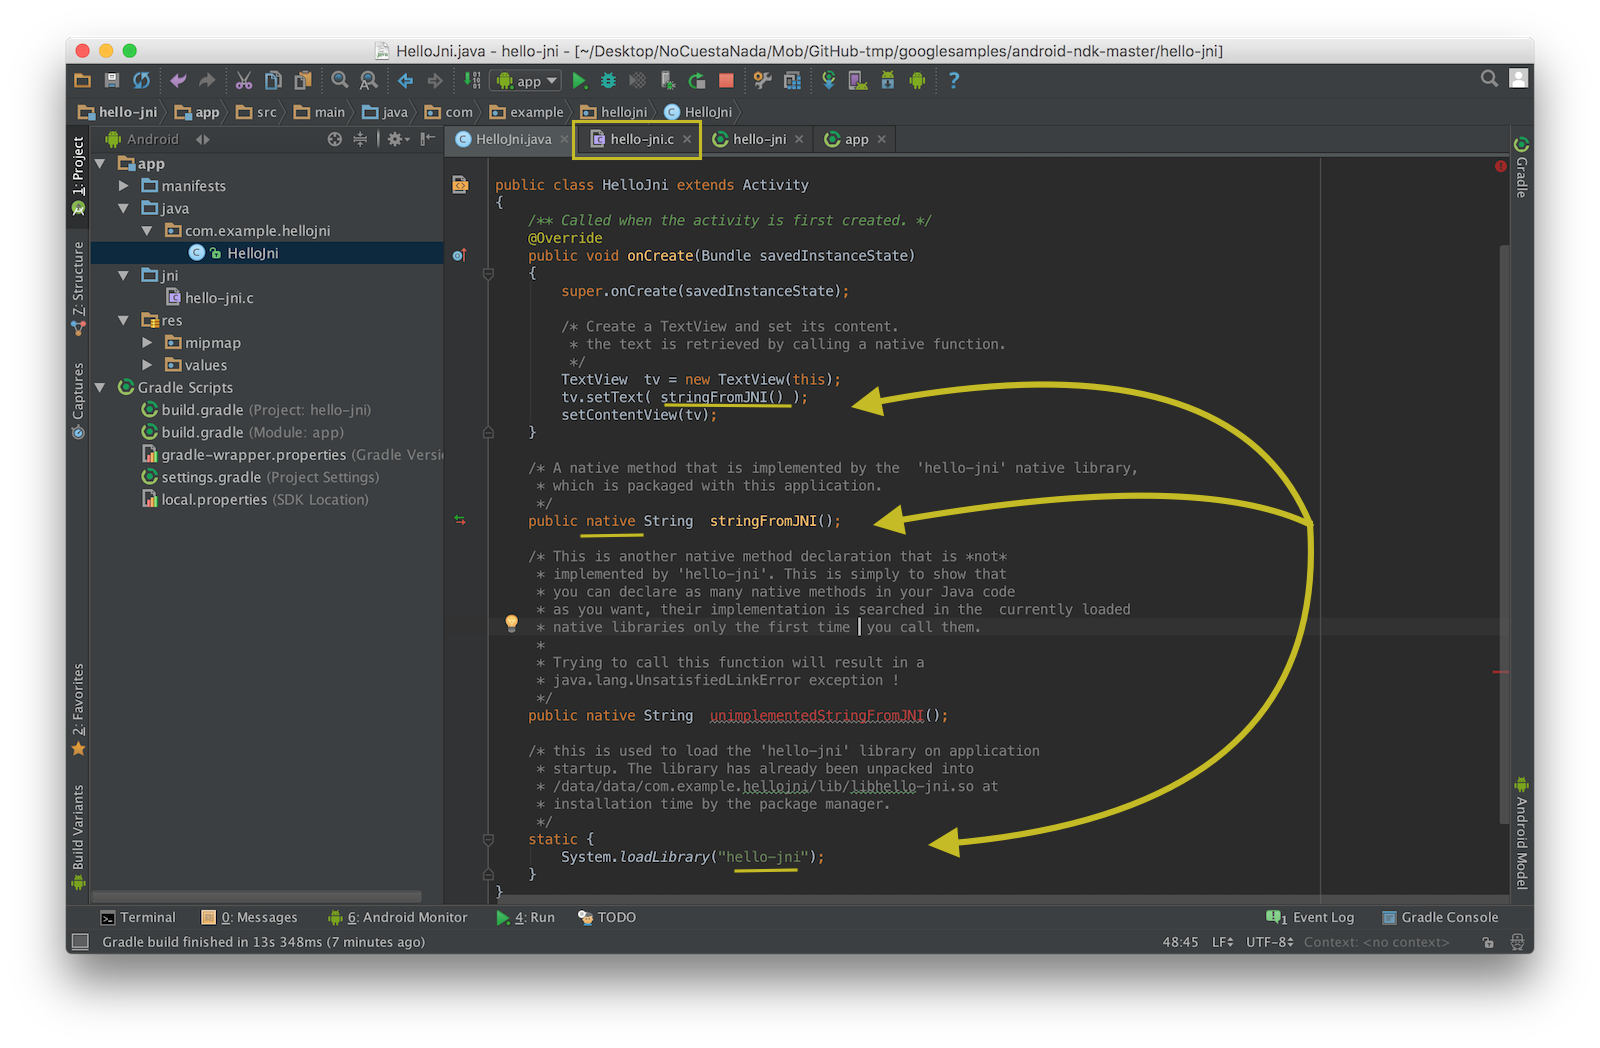 HelloJni.java - hello-jni - [~/Desktop/NoCuestaNada/Mob/GitHub-tmp/googlesamples/android-ndk-master/hello-jni]
app
hello-jni app src main java com example hellojni HelloJni
Android
HelloJni.java hello-jni.c hello-jni app
1: Project
Z: Structure
Captures
2: Favorites
Build Variants
app
manifests
java
com.example.hellojni
HelloJni
jni
hello-jni.c
res
mipmap
values
Gradle Scripts
build.gradle (Project: hello-jni)
build.gradle (Module: app)
gradle-wrapper.properties (Gradle Versi
settings.gradle (Project Settings)
local.properties (SDK Location)
public class HelloJni extends Activity
{
/** Called when the activity is first created. */
@Override
public void onCreate(Bundle savedInstanceState)
{
super.onCreate(savedInstanceState);
/* Create a TextView and set its content.
* the text is retrieved by calling a native function.
*/
TextView  tv = new TextView(this);
tv.setText( stringFromJNI() );
setContentView(tv);
}
/* A native method that is implemented by the  'hello-jni' native library,
* which is packaged with this application.
*/
public native String  stringFromJNI();
/* This is another native method declaration that is *not*
* implemented by 'hello-jni'. This is simply to show that
* you can declare as many native methods in your Java code
* as you want, their implementation is searched in the  currently loaded
* native libraries only the first time  you call them.
*
* Trying to call this function will result in a
* java.lang.UnsatisfiedLinkError exception !
*/
public native String  unimplementedStringFromJNI();
/* this is used to load the 'hello-jni' library on application
* startup. The library has already been unpacked into
* /data/data/com.example.hellojni/lib/libhello-jni.so at
* installation time by the package manager.
*/
static {
System.loadLibrary("hello-jni");
}
}
Gradle
Android Model
Terminal 0: Messages 6: Android Monitor 4: Run TODO 1 Event Log Gradle Console
Gradle build finished in 13s 348ms (7 minutes ago) 48:45 LF UTF-8 Context: <no context>